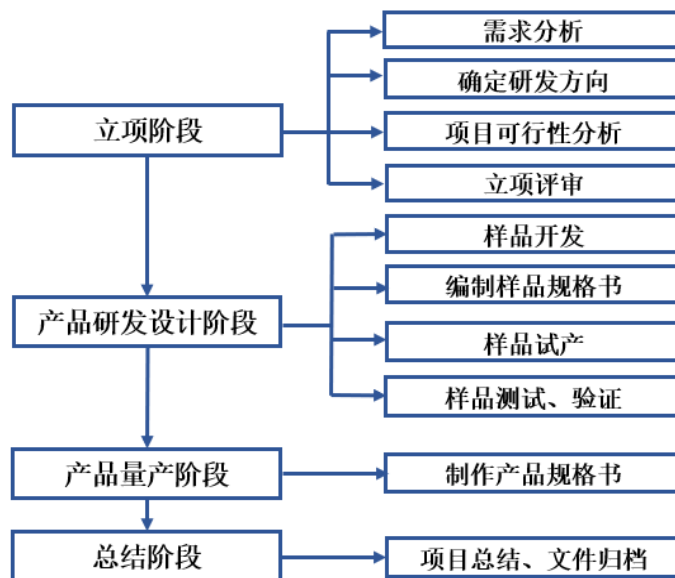 立项阶段
需求分析
确定研发方向
项目可行性分析
立项评审
产品研发设计阶段
样品开发
编制样品规格书
样品试产
样品测试、验证
产品量产阶段
制作产品规格书
总结阶段
项目总结、文件归档